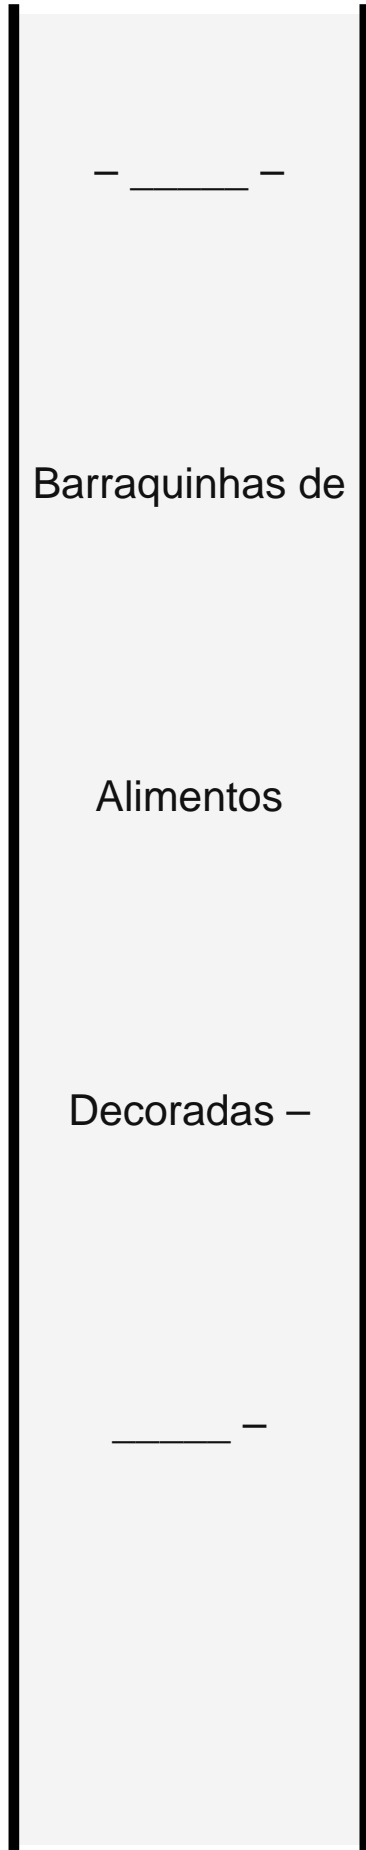 – _____ –
Barraquinhas de
Alimentos
Decoradas –
_____ –